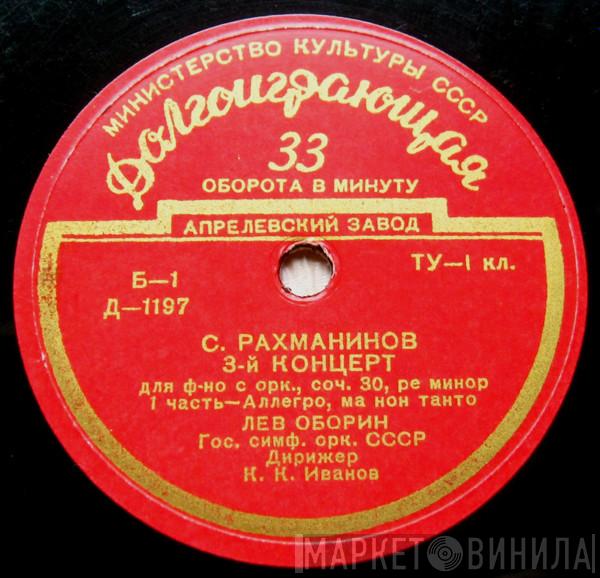 МИНИСТЕРСТВО КУЛЬТУРЫ СССР
Долгоиграющая
33
ОБОРОТА В МИНУТУ
АПРЕЛЕВСКИЙ ЗАВОД
Б—1
ТУ—1 кл.
Д—1197
С. РАХМАНИНОВ
3-й КОНЦЕРТ
для ф-но с орк., соч. 30, ре минор
1 часть—Аллегро, ма нон танто
ЛЕВ ОБОРИН
Гос. симф. орк. СССР
Дирижер
К. К. Иванов
МАРКЕТ ВИНИЛА